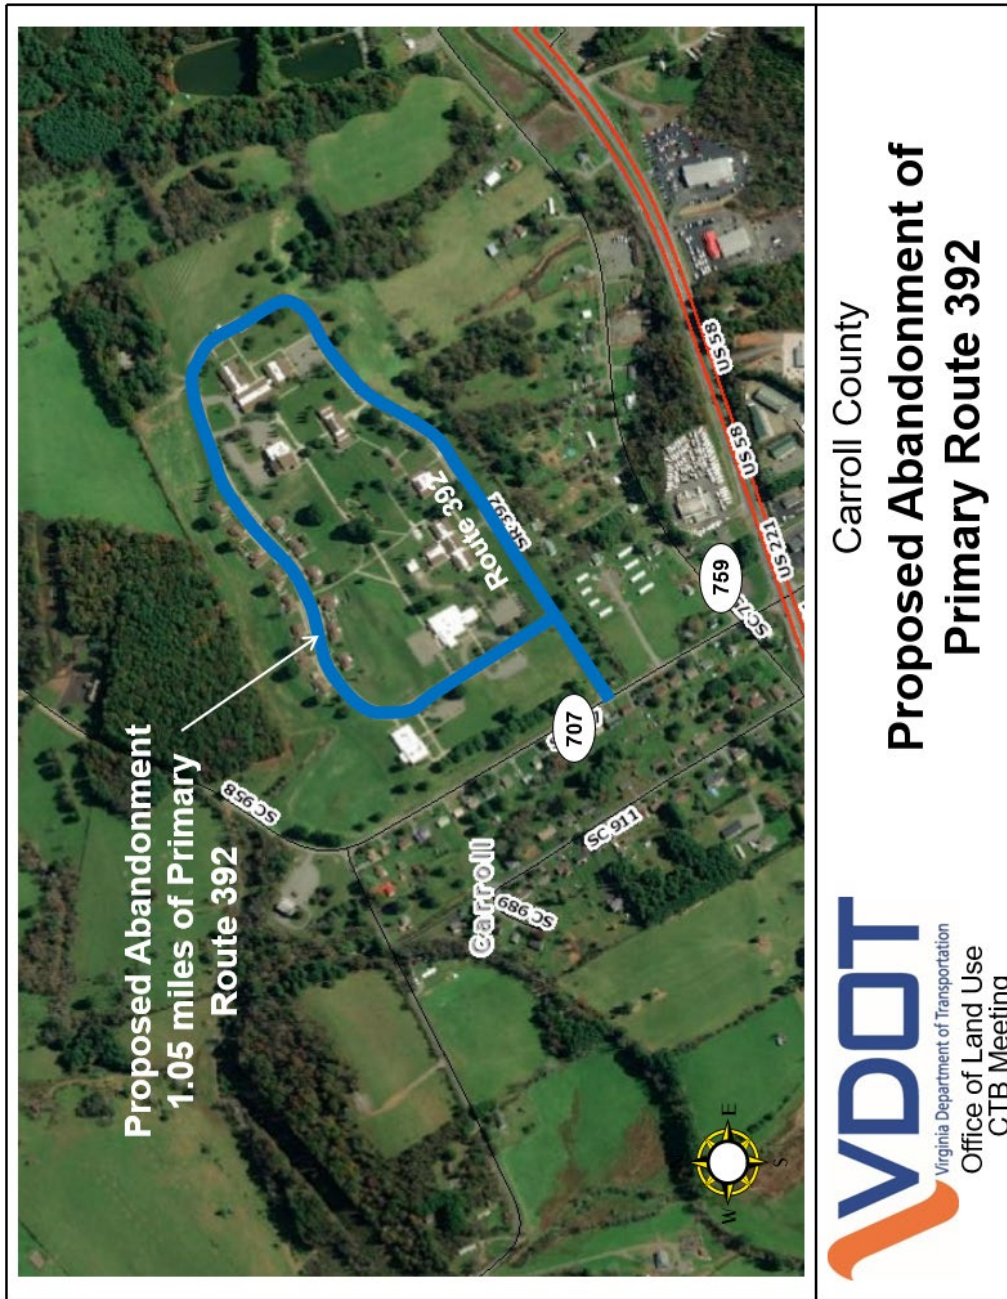 Proposed Abandonment
1.05 miles of Primary
Route 392
SC 958
Route 392
SR 392
Carroll
SC 989
SC 911
707
759
US 221
US 58
US 58
W
E
S
VDOT
Virginia Department of Transportation
Office of Land Use
CTB Meeting
Carroll County
Proposed Abandonment of
Primary Route 392